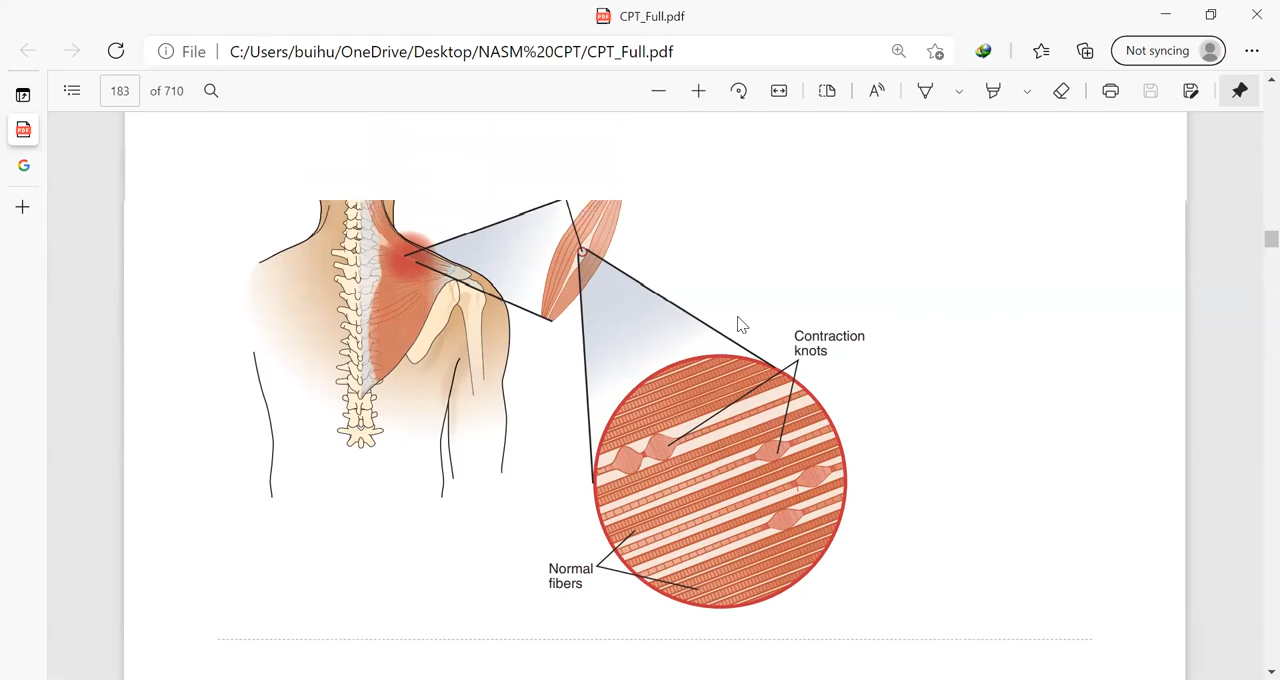 CPT_Full.pdf
File | C:/Users/buihu/OneDrive/Desktop/NASM%20CPT/CPT_Full.pdf
Not syncing
183 of 710
Contraction
knots
Normal
fibers